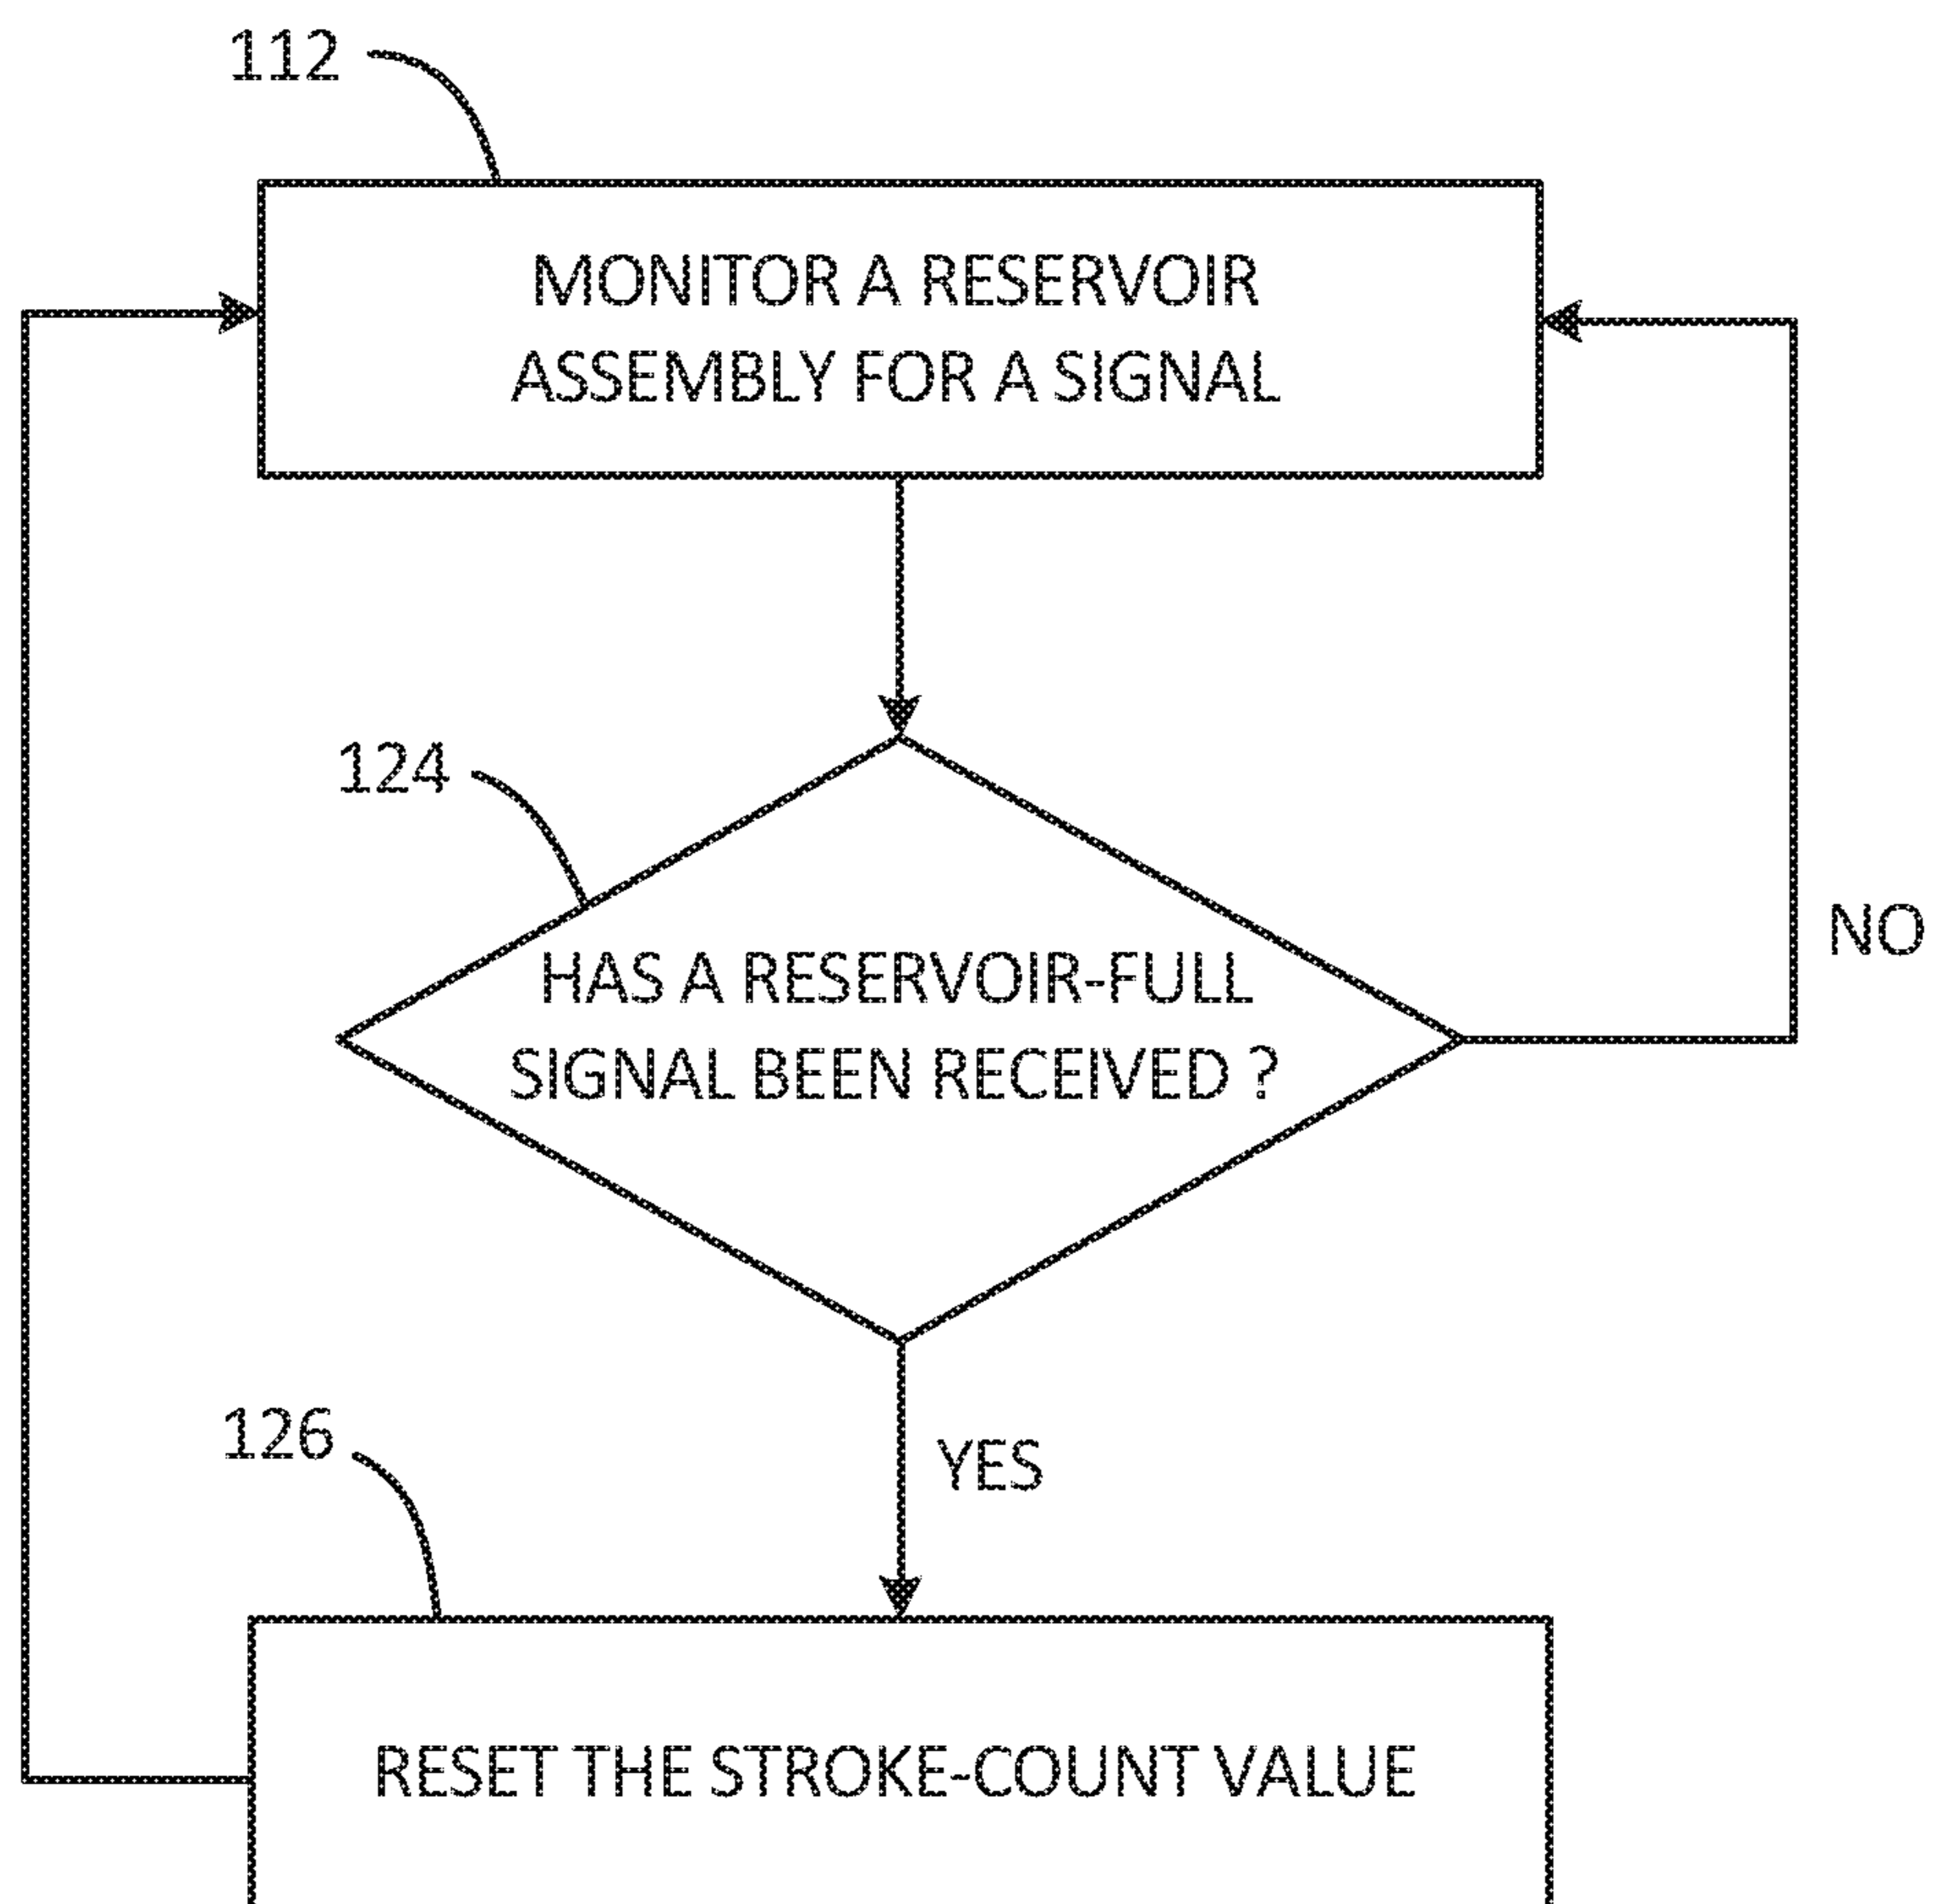 112
MONITOR A RESERVOIR
ASSEMBLY FOR A SIGNAL
124
HAS A RESERVOIR-FULL
SIGNAL BEEN RECEIVED ?
NO
126
YES
RESET THE STROKE-COUNT VALUE